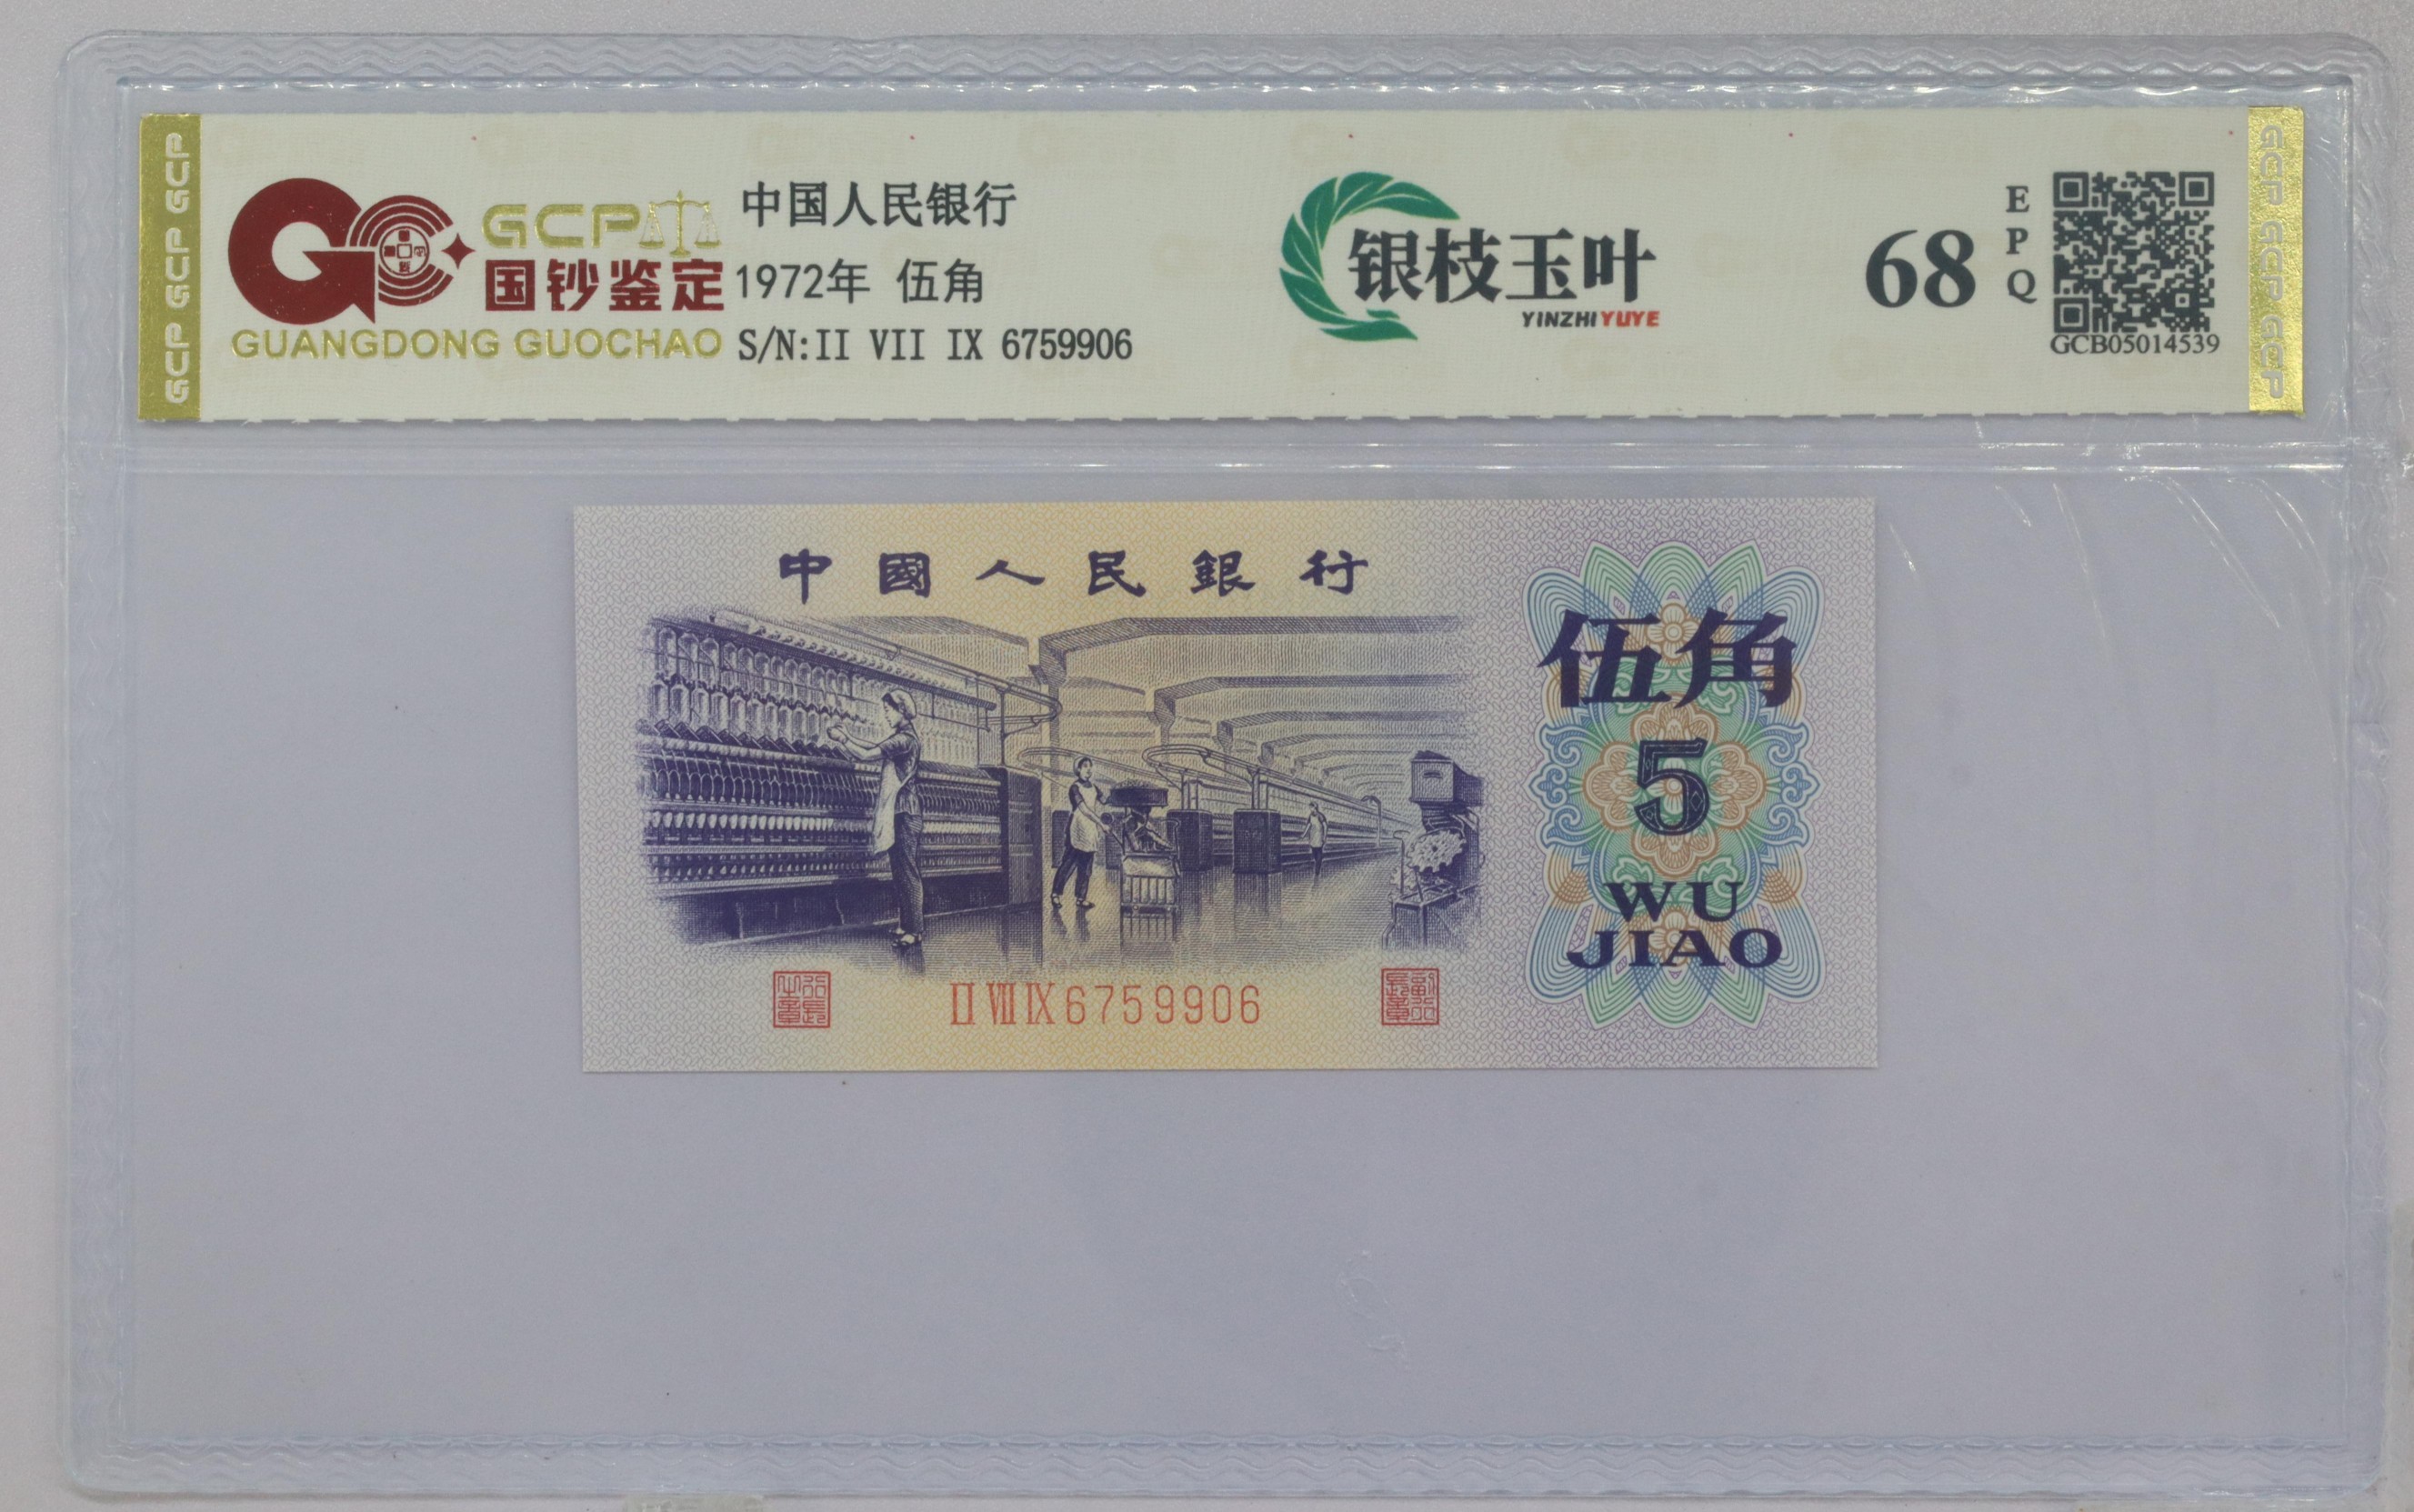 GCP GCP GCP
GCP
国钞鉴定
GUANGDONG GUOCHAO
中国人民银行
1972年 伍角
S/N:II VII IX 6759906
银枝玉叶
YINZHIYUYE
68
EPQ
GCB05014539
GCP GCP GCP
中國人民銀行
伍角
5
WU
JIAO
II VIII IX 6759906